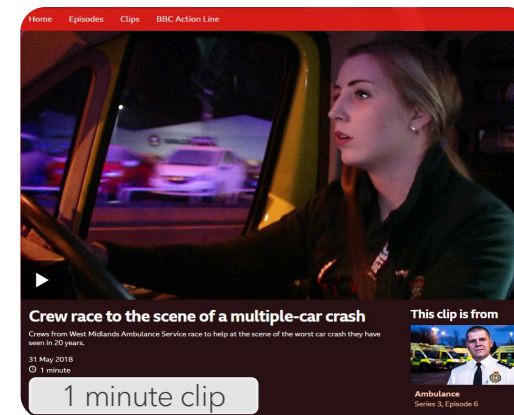 Home Episodes Clips BBC Action Line
Crew race to the scene of a multiple-car crash
Crews from West Midlands Ambulance Service race to help at the scene of the worst car crash they have
seen in 20 years.
31 May 2018
1 minute
1 minute clip
This clip is from
Ambulance
Series 3, Episode 6